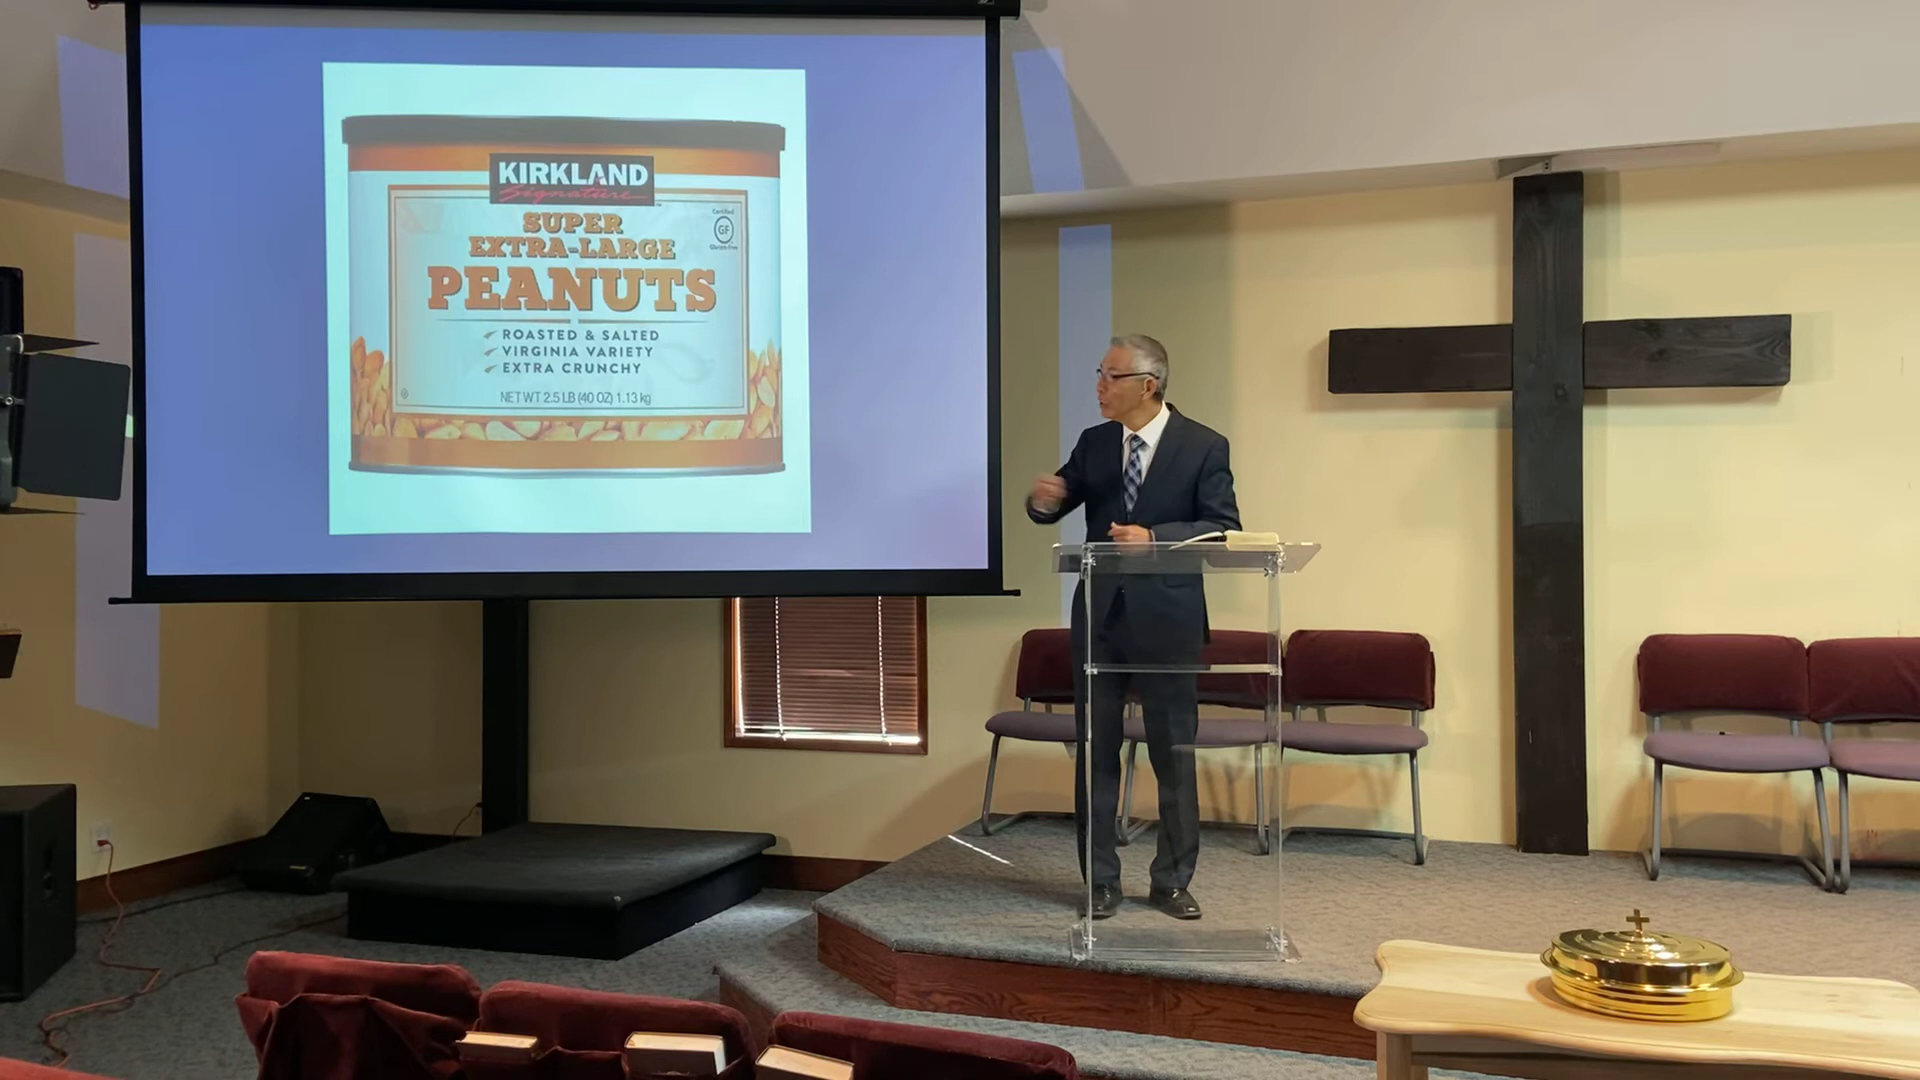 KIRKLAND
Signature
SUPER
EXTRA-LARGE
PEANUTS
Certified
GF
Gluten-Free
ROASTED & SALTED
VIRGINIA VARIETY
EXTRA CRUNCHY
NET WT 2.5 LB (40 OZ) 1.13 kg